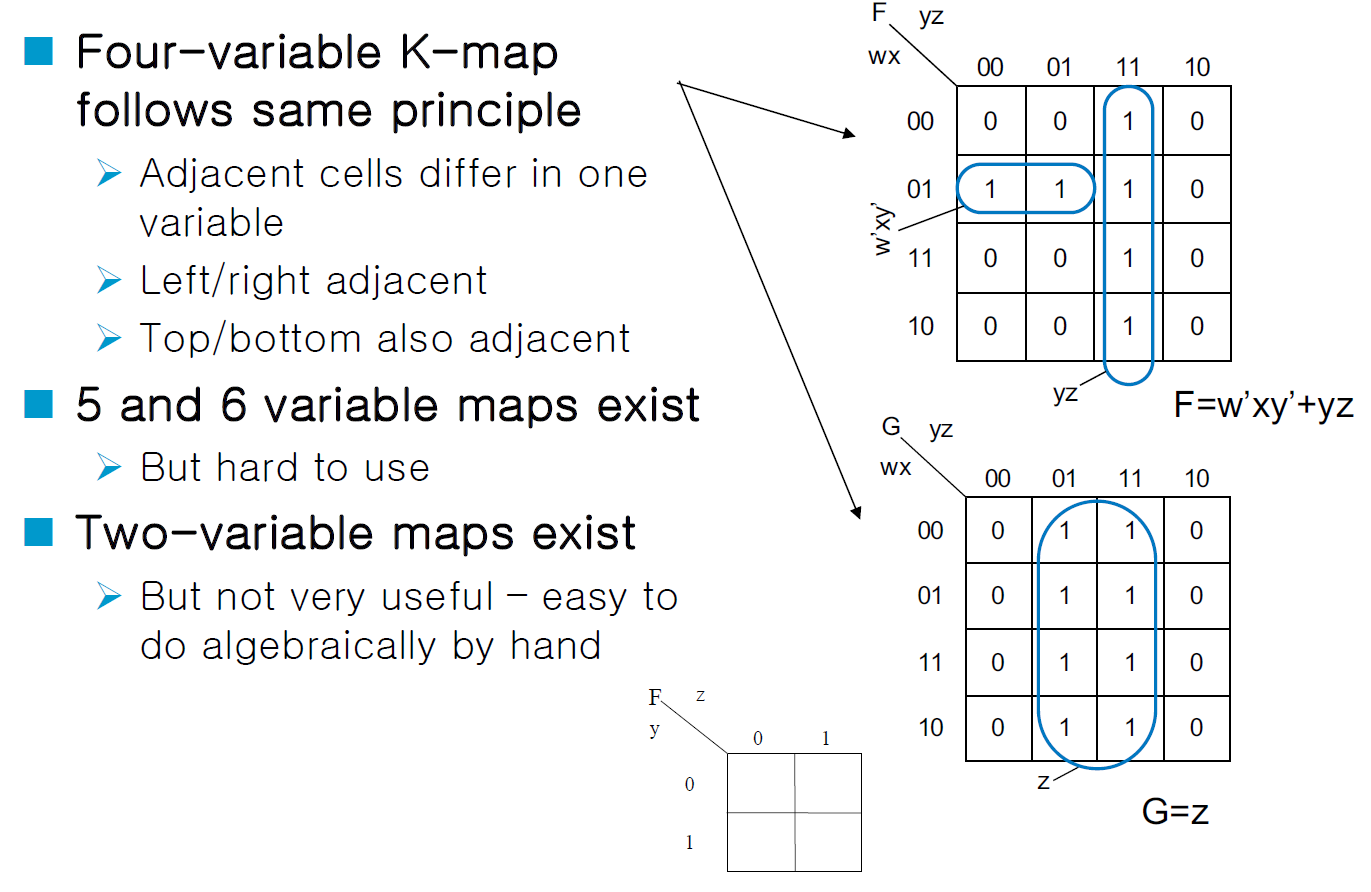 Four-variable K-map
follows same principle
Adjacent cells differ in one
variable
Left/right adjacent
Top/bottom also adjacent
5 and 6 variable maps exist
But hard to use
Two-variable maps exist
But not very useful – easy to
do algebraically by hand
F yz
wx
00 01 11 10
00 0 0 1 0
01 1 1 1 0
11 0 0 1 0
10 0 0 1 0
w'xy'
yz
F=w'xy'+yz
G yz
wx
00 01 11 10
00 0 1 1 0
01 0 1 1 0
11 0 1 1 0
10 0 1 1 0
z
G=z
F z
y
0 1
0
1